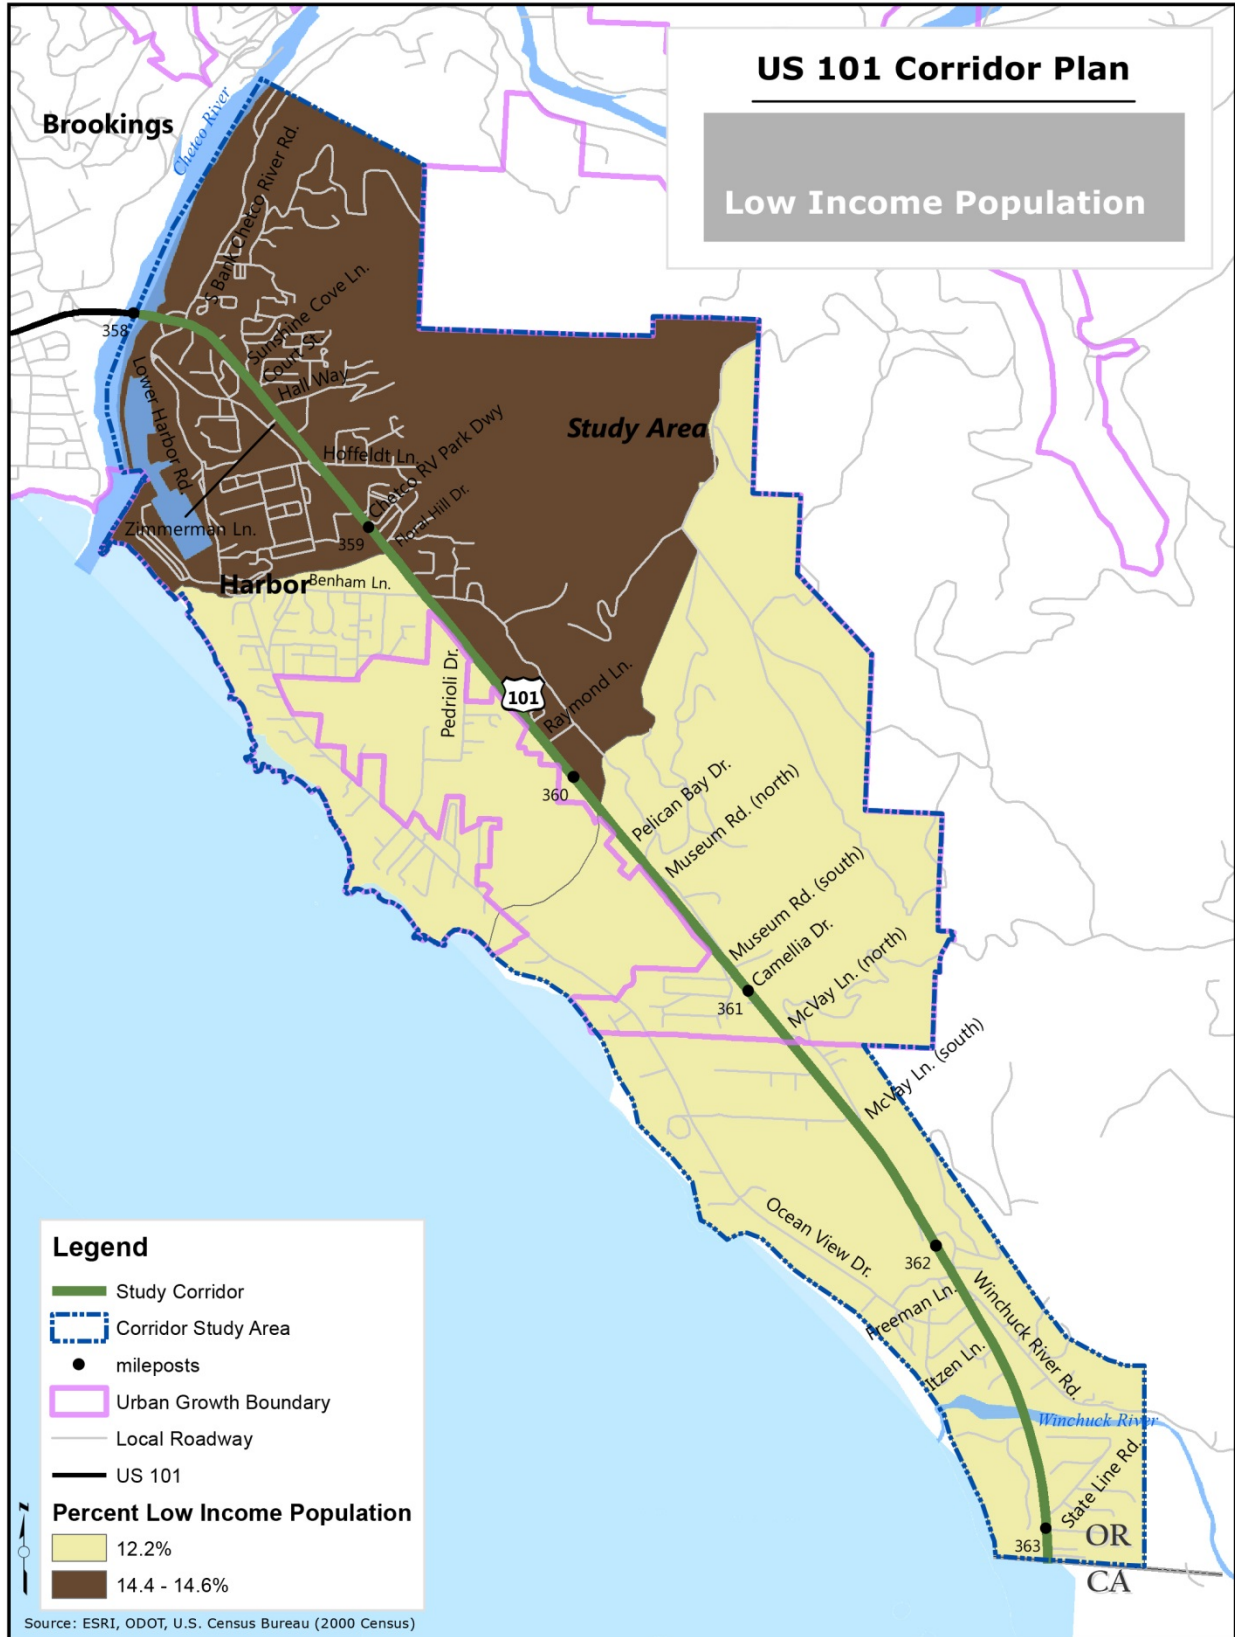 US 101 Corridor Plan
Low Income Population
Brookings
Chetco River
S Bank Chetco River Rd.
358
Sunshine Cove Ln.
Court St.
Hall Way
Lower Harbor Rd
Study Area
Hoffeldt Ln.
Chetco RV Park Dwy
Floral Hill Dr.
Zimmerman Ln.
359
Harbor
Benham Ln.
Pedrioli Dr.
101
Raymond Ln.
360
Pelican Bay Dr.
Museum Rd. (north)
Museum Rd. (south)
Camellia Dr.
361
McVay Ln. (north)
McVay Ln. (south)
Ocean View Dr.
362
Freeman Ln.
Winchuck River Rd.
Itzen Ln.
Winchuck River
State Line Rd.
363
OR
CA
Legend
Study Corridor
Corridor Study Area
mileposts
Urban Growth Boundary
Local Roadway
US 101
Percent Low Income Population
12.2%
14.4 - 14.6%
Z
Source: ESRI, ODOT, U.S. Census Bureau (2000 Census)